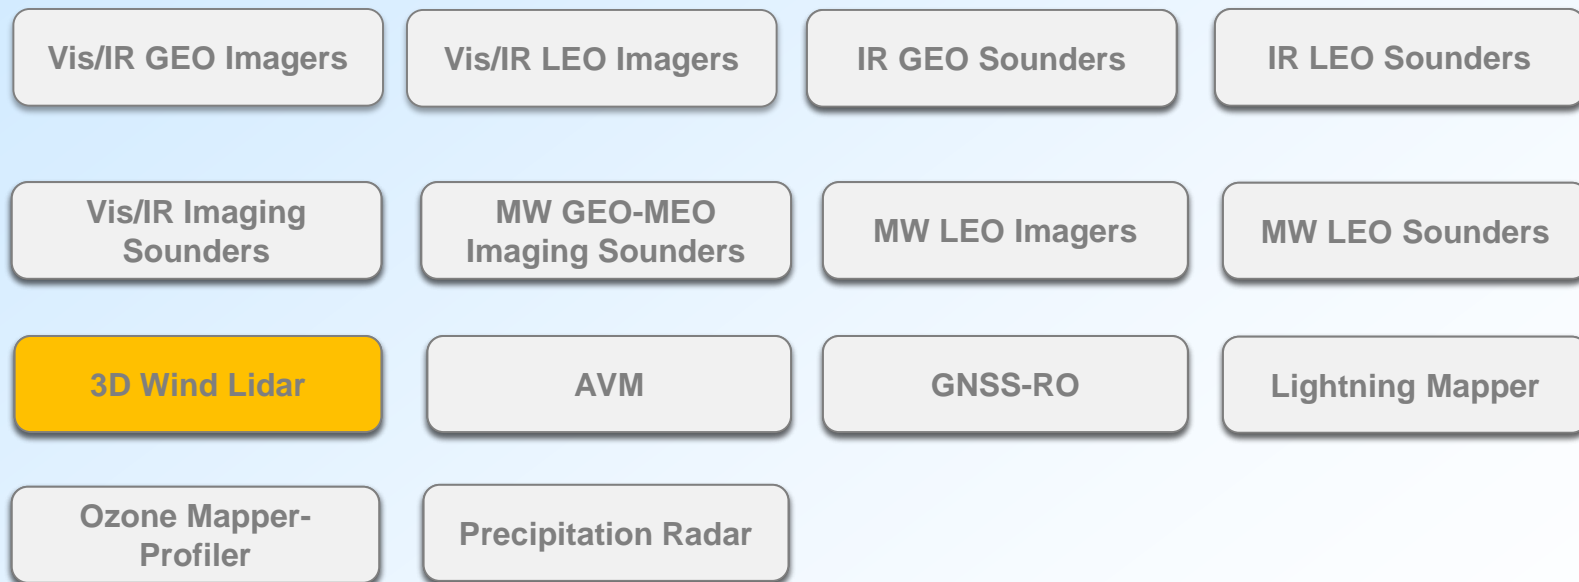 Vis/IR GEO Imagers
Vis/IR LEO Imagers
IR GEO Sounders
IR LEO Sounders
Vis/IR Imaging
Sounders
MW GEO-MEO
Imaging Sounders
MW LEO Imagers
MW LEO Sounders
3D Wind Lidar
AVM
GNSS-RO
Lightning Mapper
Ozone Mapper-
Profiler
Precipitation Radar